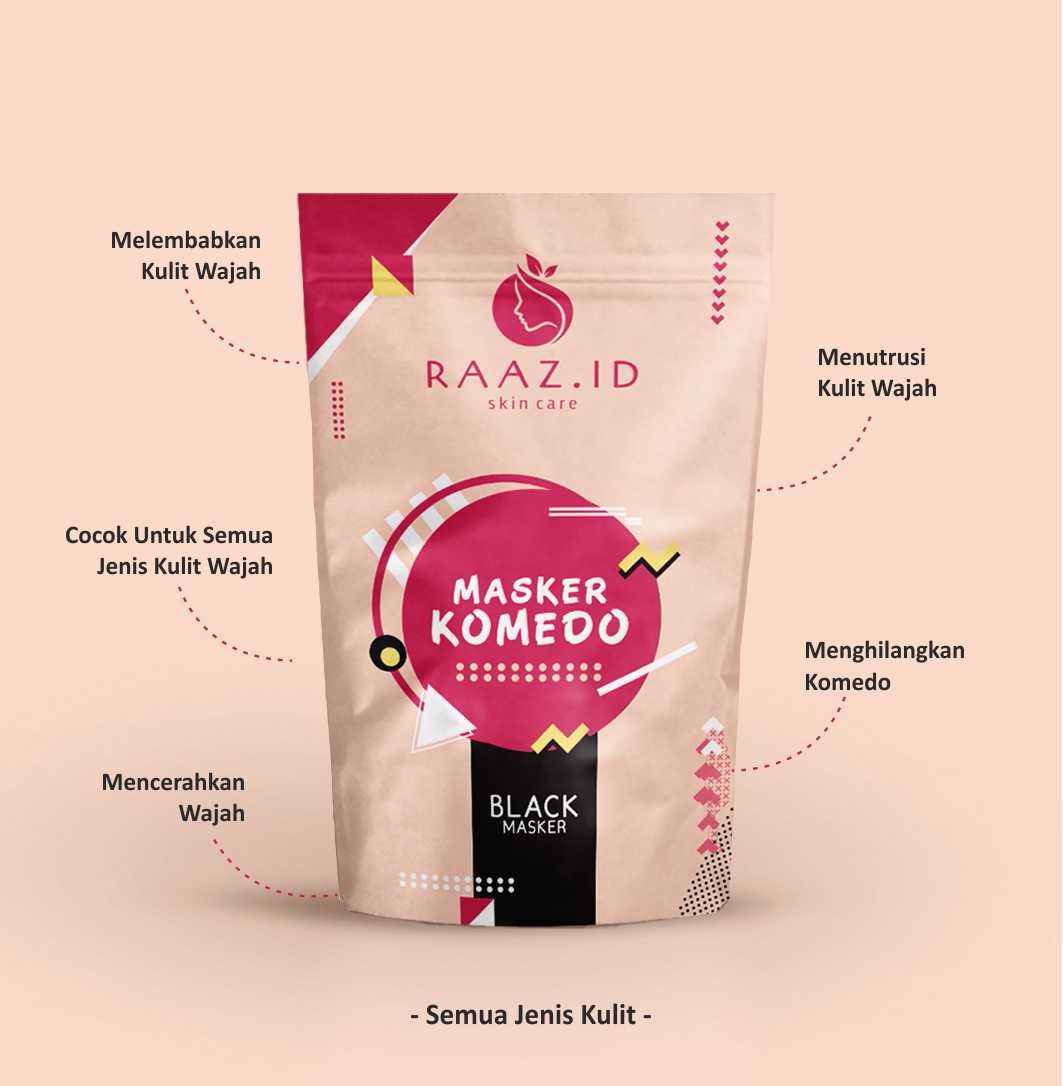 Melembabkan
Kulit Wajah
RAAZ.ID
skin care
Menutrusi
Kulit Wajah
Cocok Untuk Semua
Jenis Kulit Wajah
MASKER
KOMEDO
Menghilangkan
Komedo
Mencerahkan
Wajah
BLACK
MASKER
- Semua Jenis Kulit -